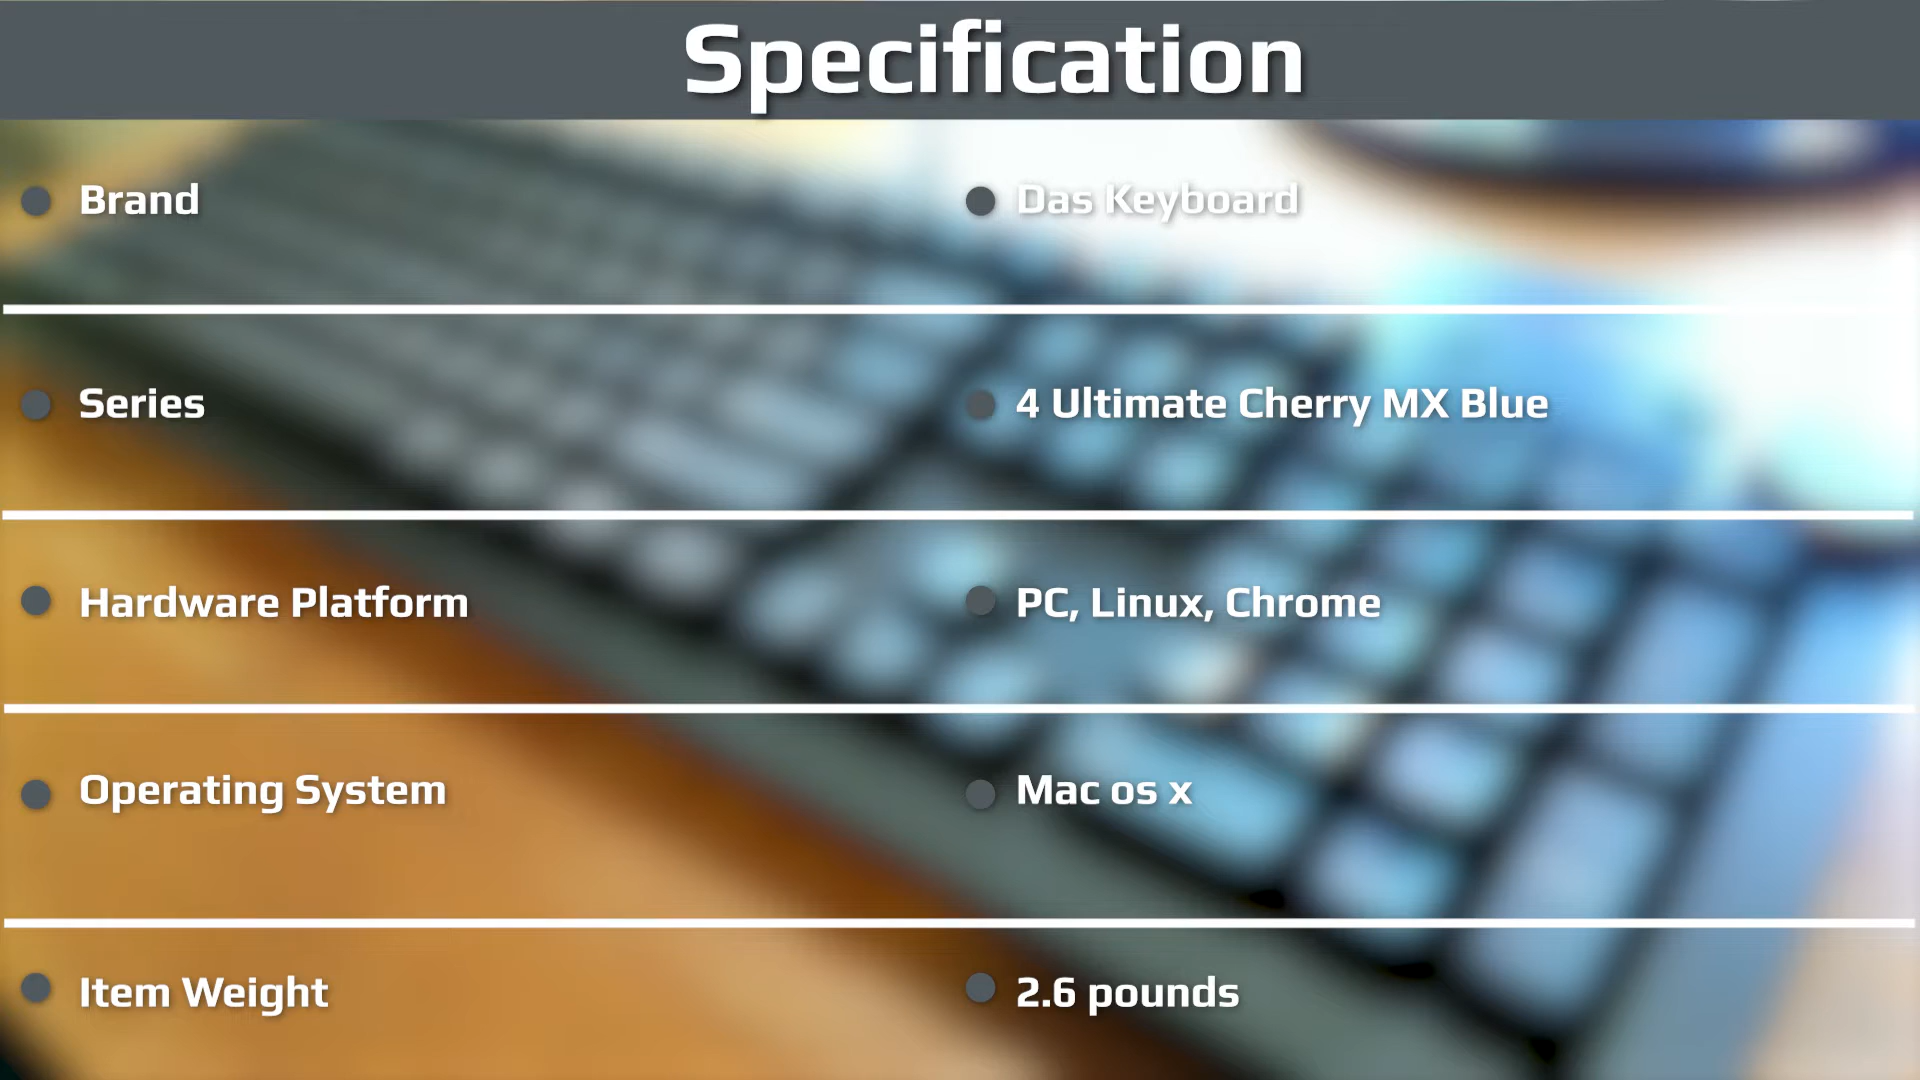 Specification
Brand
Das Keyboard
Series
4 Ultimate Cherry MX Blue
Hardware Platform
PC, Linux, Chrome
Operating System
Mac os x
Item Weight
2.6 pounds